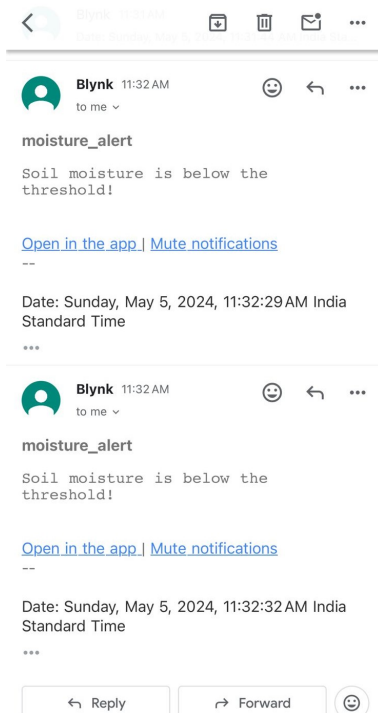 Blynk 11:32 AM
to me
moisture_alert
Soil moisture is below the
threshold!
Open in the app | Mute notifications
--
Date: Sunday, May 5, 2024, 11:32:29 AM India
Standard Time
Blynk 11:32 AM
to me
moisture_alert
Soil moisture is below the
threshold!
Open in the app | Mute notifications
--
Date: Sunday, May 5, 2024, 11:32:32 AM India
Standard Time
Reply
Forward